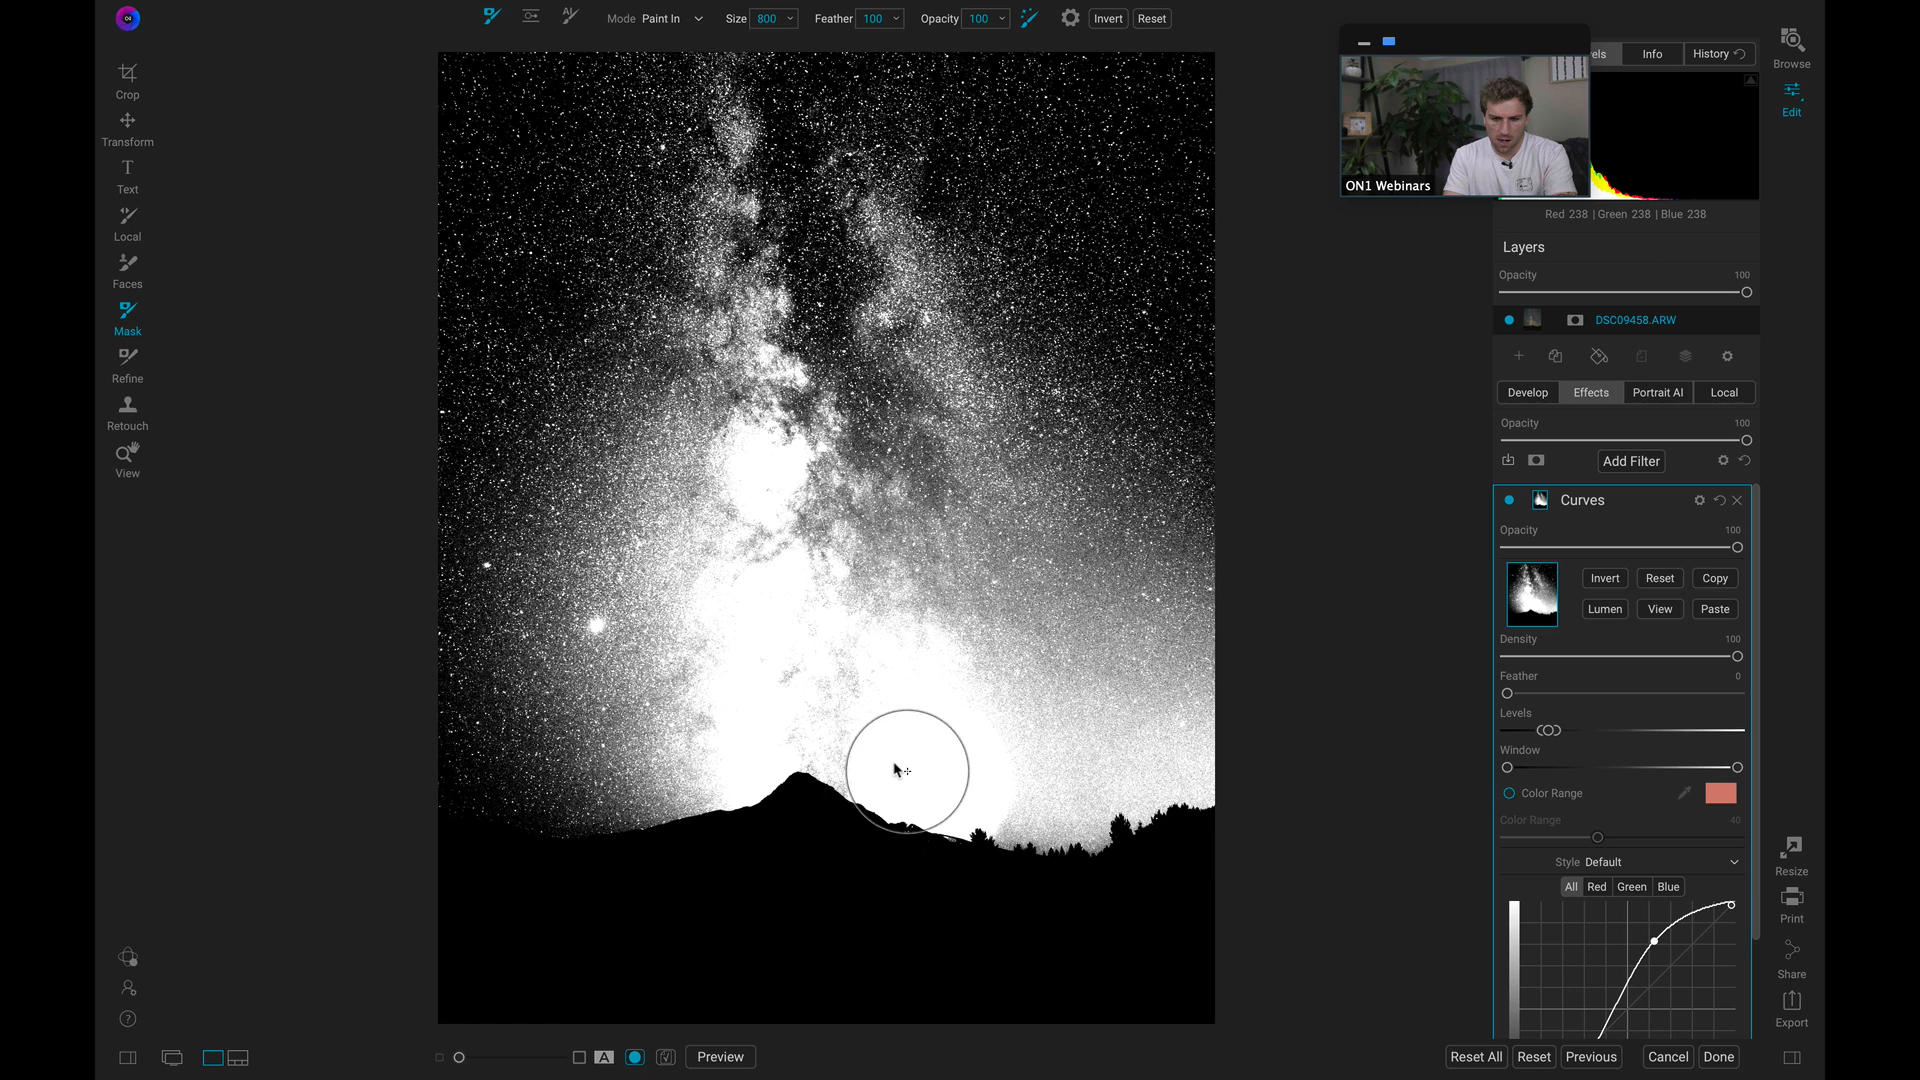 Mode Paint In Size 800 Feather 100 Opacity 100 Invert Reset
Crop
Transform
Text
Local
Faces
Mask
Refine
Retouch
View
ON1 Webinars
els Info History
Browse
Edit
Red 238 | Green 238 | Blue 238
Layers
Opacity 100
DSC09458.ARW
Develop Effects Portrait AI Local
Opacity 100
Add Filter
Curves
Opacity 100
Invert Reset Copy
Lumen View Paste
Density 100
Feather 0
Levels
Window
Color Range
Color Range 40
Style Default
All Red Green Blue
Resize
Print
Share
Export
A Preview
Reset All Reset Previous Cancel Done